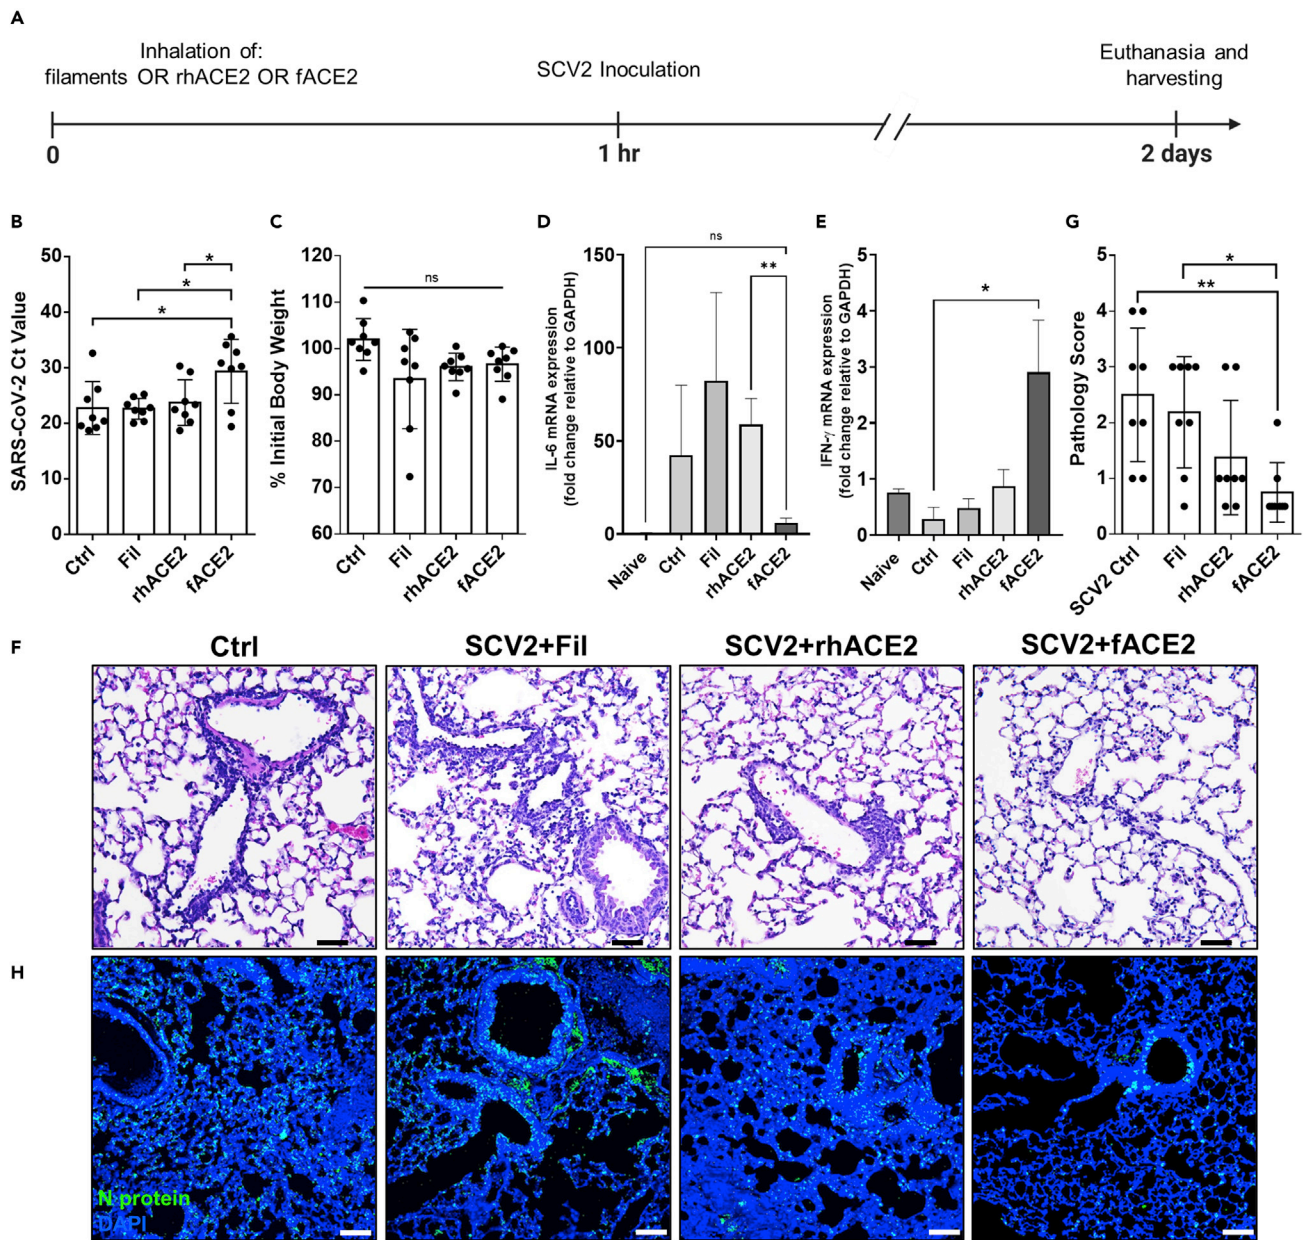 A
Inhalation of:
filaments OR rhACE2 OR fACE2
SCV2 Inoculation
Euthanasia and
harvesting
0
1 hr
2 days
B
SARS-CoV-2 Ct Value
50
40
30
20
10
0
Ctrl
Fil
rhACE2
fACE2
*
*
*
C
% Initial Body Weight
120
110
100
90
80
70
60
ns
Ctrl
Fil
rhACE2
fACE2
D
IL-6 mRNA expression
(fold change relative to GAPDH)
150
100
50
0
ns
**
Naive
Ctrl
Fil
rhACE2
fACE2
E
IFN-γ mRNA expression
(fold change relative to GAPDH)
5
4
3
2
1
0
*
Naive
Ctrl
Fil
rhACE2
fACE2
G
Pathology Score
5
4
3
2
1
0
*
**
SCV2 Ctrl
Fil
rhACE2
fACE2
F
Ctrl
SCV2+Fil
SCV2+rhACE2
SCV2+fACE2
H
N protein
DAPI